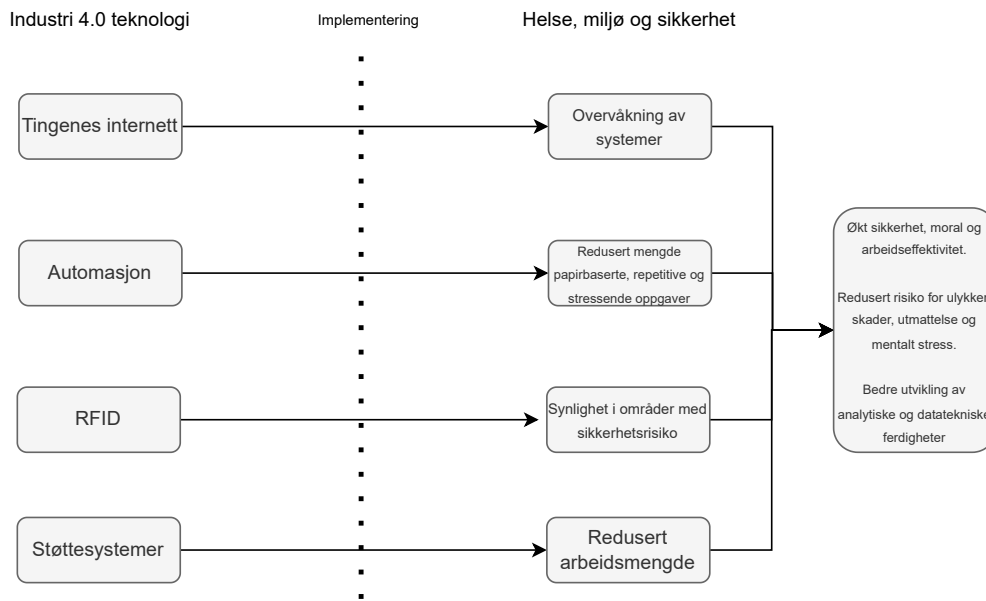 Industri 4.0 teknologi
Implementering
Helse, miljø og sikkerhet
Tingenes internett
Overvåkning av
systemer
Automasjon
Redusert mengde
papirbaserte, repetitive og
stressende oppgaver
RFID
Synlighet i områder med
sikkerhetsrisiko
Støttesystemer
Redusert
arbeidsmengde
Økt sikkerhet, moral og
arbeidseffektivitet.
Redusert risiko for ulykker
skader, utmattelse og
mentalt stress.
Bedre utvikling av
analytiske og datatekniske
ferdigheter